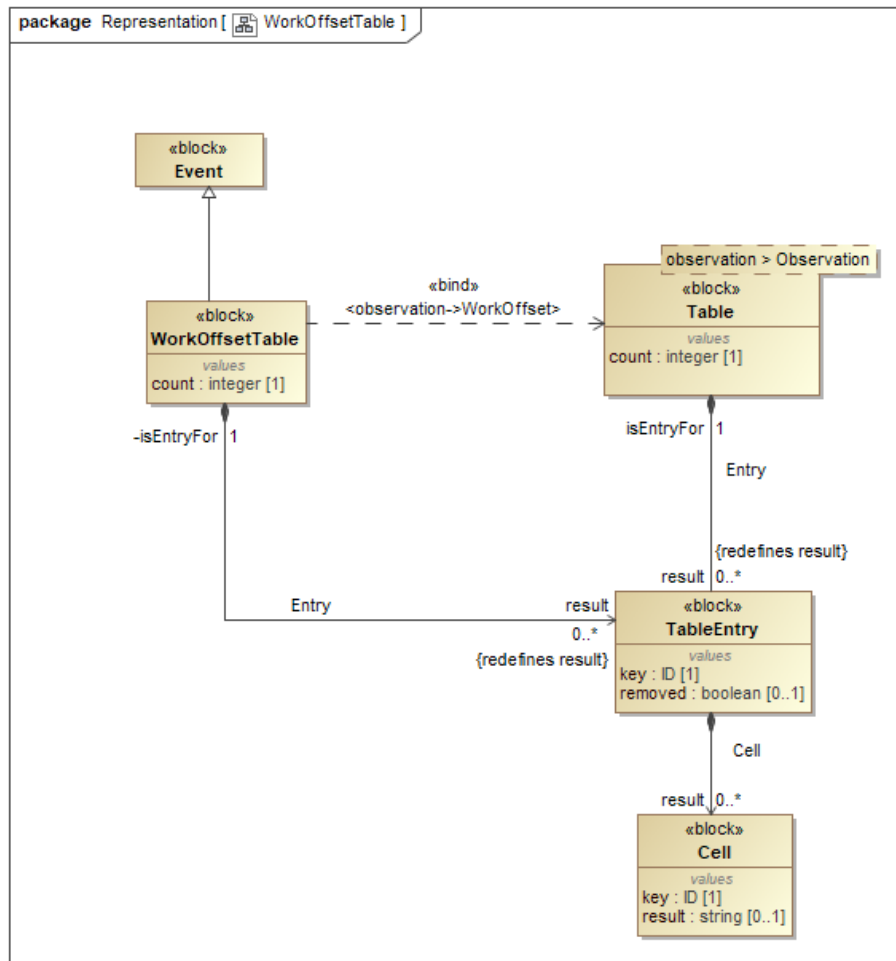 package Representation [ WorkOffsetTable ]
«block»
Event
observation > Observation
«bind»
<observation->WorkOffset>
«block»
Table
values
count : integer [1]
«block»
WorkOffsetTable
values
count : integer [1]
-isEntryFor 1
isEntryFor 1
Entry
{redefines result}
result 0..*
Entry
result
0..*
{redefines result}
«block»
TableEntry
values
key : ID [1]
removed : boolean [0..1]
Cell
result 0..*
«block»
Cell
values
key : ID [1]
result : string [0..1]